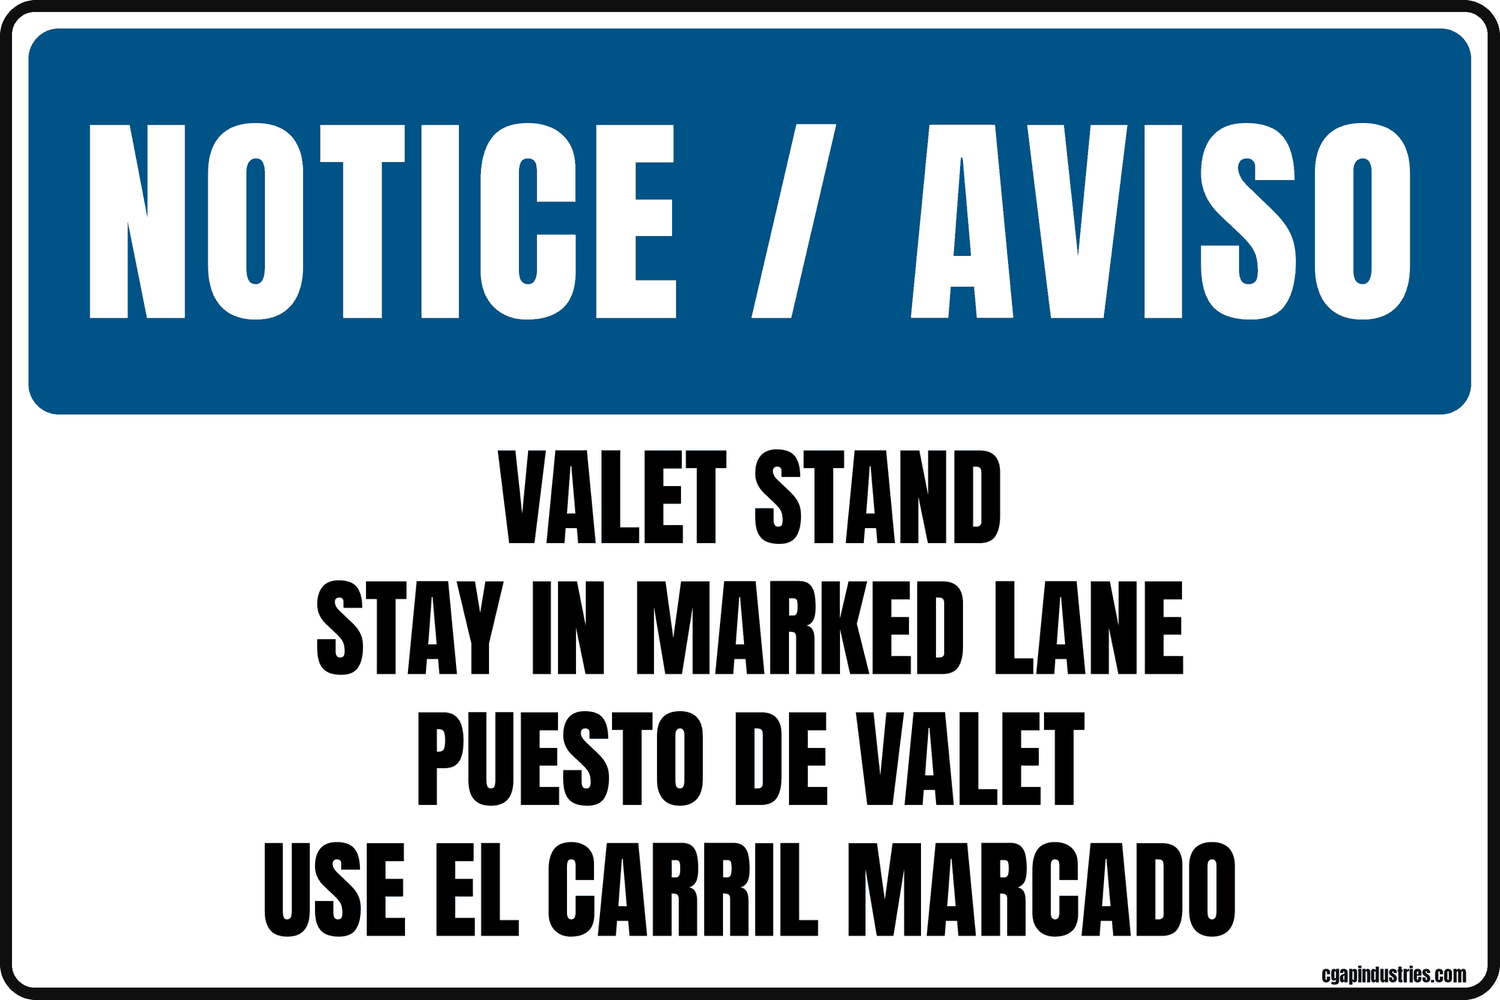 NOTICE / AVISO
VALET STAND
STAY IN MARKED LANE
PUESTO DE VALET
USE EL CARRIL MARCADO
cgapindustries.com